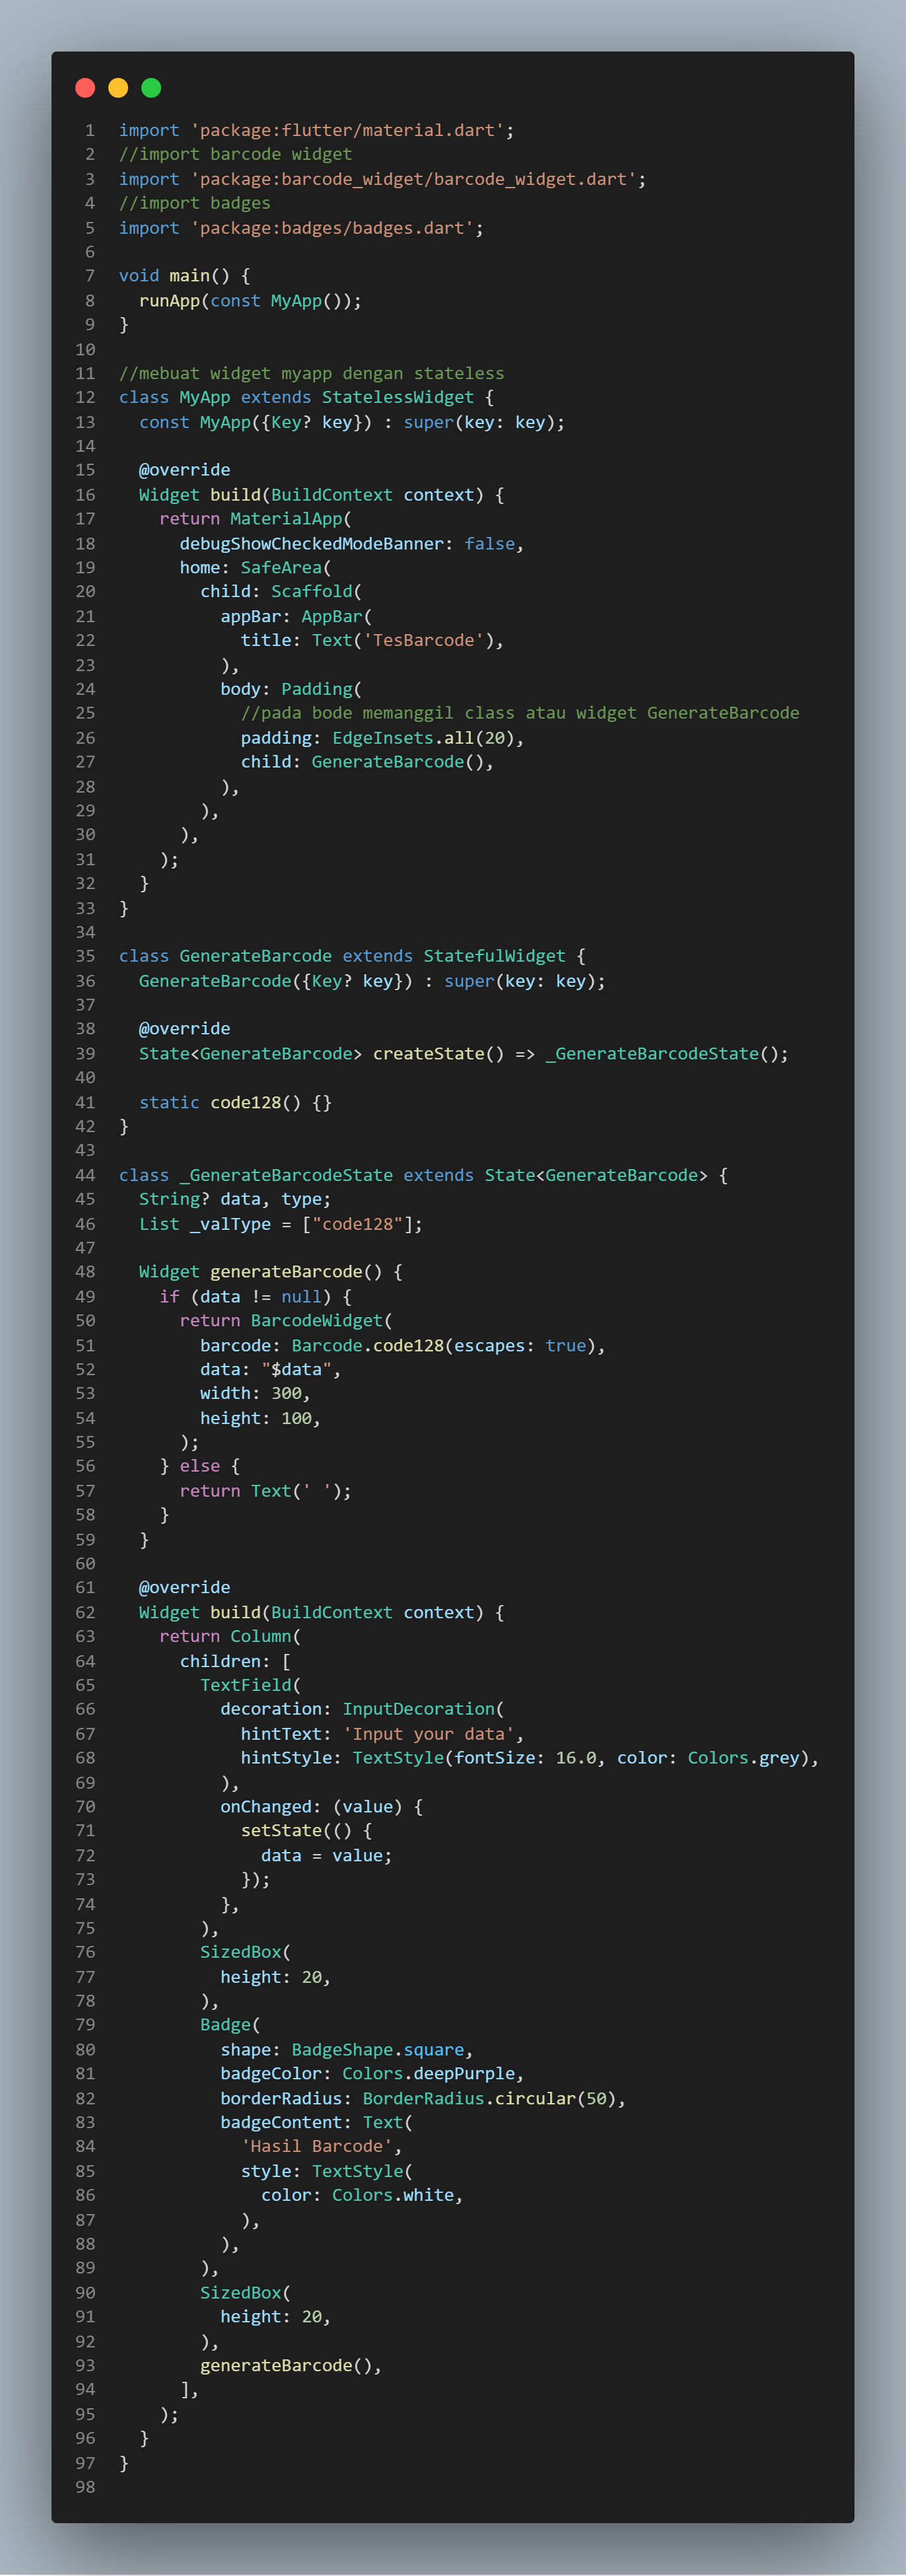 1 import 'package:flutter/material.dart';
2 //import barcode widget
3 import 'package:barcode_widget/barcode_widget.dart';
4 //import badges
5 import 'package:badges/badges.dart';
6
7 void main() {
8   runApp(const MyApp());
9 }
10
11 //mebuat widget myapp dengan stateless
12 class MyApp extends StatelessWidget {
13   const MyApp({Key? key}) : super(key: key);
14
15   @override
16   Widget build(BuildContext context) {
17     return MaterialApp(
18       debugShowCheckedModeBanner: false,
19       home: SafeArea(
20         child: Scaffold(
21           appBar: AppBar(
22             title: Text('TesBarcode'),
23           ),
24           body: Padding(
25             //pada bode memanggil class atau widget GenerateBarcode
26             padding: EdgeInsets.all(20),
27             child: GenerateBarcode(),
28           ),
29         ),
30       ),
31     );
32   }
33 }
34
35 class GenerateBarcode extends StatefulWidget {
36   GenerateBarcode({Key? key}) : super(key: key);
37
38   @override
39   State<GenerateBarcode> createState() => _GenerateBarcodeState();
40
41   static code128() {}
42 }
43
44 class _GenerateBarcodeState extends State<GenerateBarcode> {
45   String? data, type;
46   List _valType = ["code128"];
47
48   Widget generateBarcode() {
49     if (data != null) {
50       return BarcodeWidget(
51         barcode: Barcode.code128(escapes: true),
52         data: "$data",
53         width: 300,
54         height: 100,
55       );
56     } else {
57       return Text(' ');
58     }
59   }
60
61   @override
62   Widget build(BuildContext context) {
63     return Column(
64       children: [
65         TextField(
66           decoration: InputDecoration(
67             hintText: 'Input your data',
68             hintStyle: TextStyle(fontSize: 16.0, color: Colors.grey),
69           ),
70           onChanged: (value) {
71             setState(() {
72               data = value;
73             });
74           },
75         ),
76         SizedBox(
77           height: 20,
78         ),
79         Badge(
80           shape: BadgeShape.square,
81           badgeColor: Colors.deepPurple,
82           borderRadius: BorderRadius.circular(50),
83           badgeContent: Text(
84             'Hasil Barcode',
85             style: TextStyle(
86               color: Colors.white,
87             ),
88           ),
89         ),
90         SizedBox(
91           height: 20,
92         ),
93         generateBarcode(),
94       ],
95     );
96   }
97 }
98